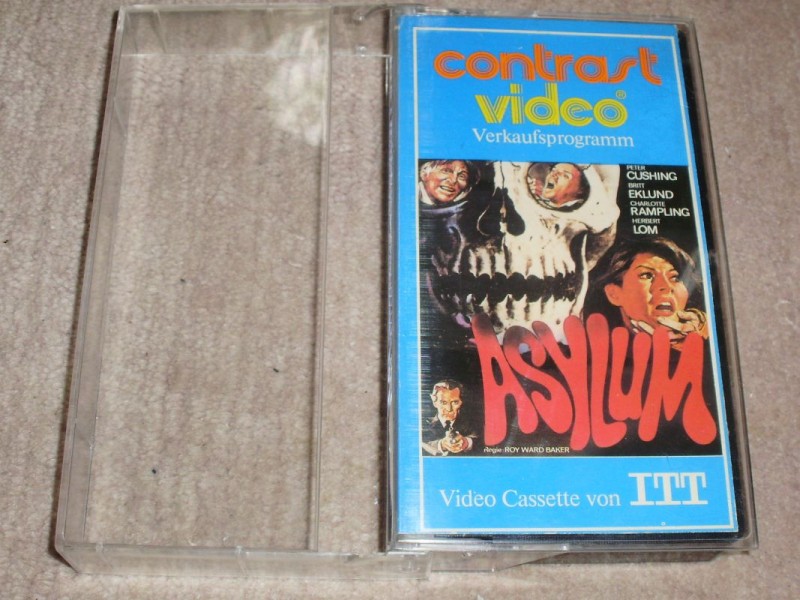 contrast
video®
Verkaufsprogramm
PETER
CUSHING
BRITT
EKLUND
CHARLOTTE
RAMPLING
HERBERT
LOM
ASYLUM
Regie: ROY WARD BAKER
Video Cassette von ITT